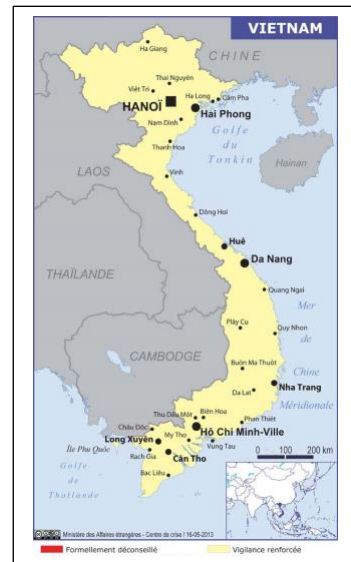 VIETNAM
CHINE
Ha Giang
Thai Nguyên
Việt Trì
Ha Long
Câm Pha
HANOÏ
Hai Phong
Nam Dinh
Golfe
du
Tonkin
Thanh Hoa
Hainan
LAOS
Vinh
Dông Hoi
Huê
THAÏLANDE
Da Nang
Quang Ngai
Mer
de
Chine
Méridionale
Plây Cu
Quy Nhon
CAMBODGE
Buôn Ma Thuôt
Nha Trang
Da Lat
Thu Dâu Môt
Biên Hoa
Phan Thiêt
Châu Dôc
Hô Chi Minh-Ville
Long Xuyên
My Tho
Île Phu Quôc
Vung Tau
Rach Gia
Cân Tho
0 100 200 km
Golfe
de
Thaïlande
Bac Liêu
Ministère des Affaires étrangères - Centre de crise I 16-05-2013
Formellement déconseillé
Vigilance renforcée